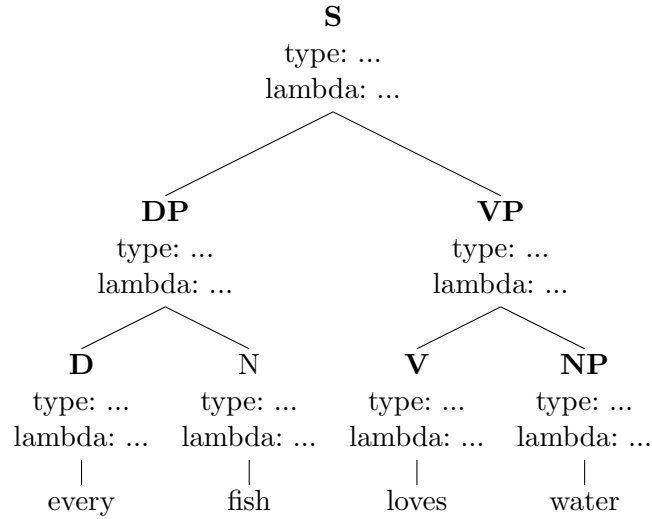 S
type: ...
lambda: ...
DP VP
type: ... type: ...
lambda: ... lambda: ...
D N V NP
type: ... type: ... type: ... type: ...
lambda: ... lambda: ... lambda: ... lambda: ...
every fish loves water